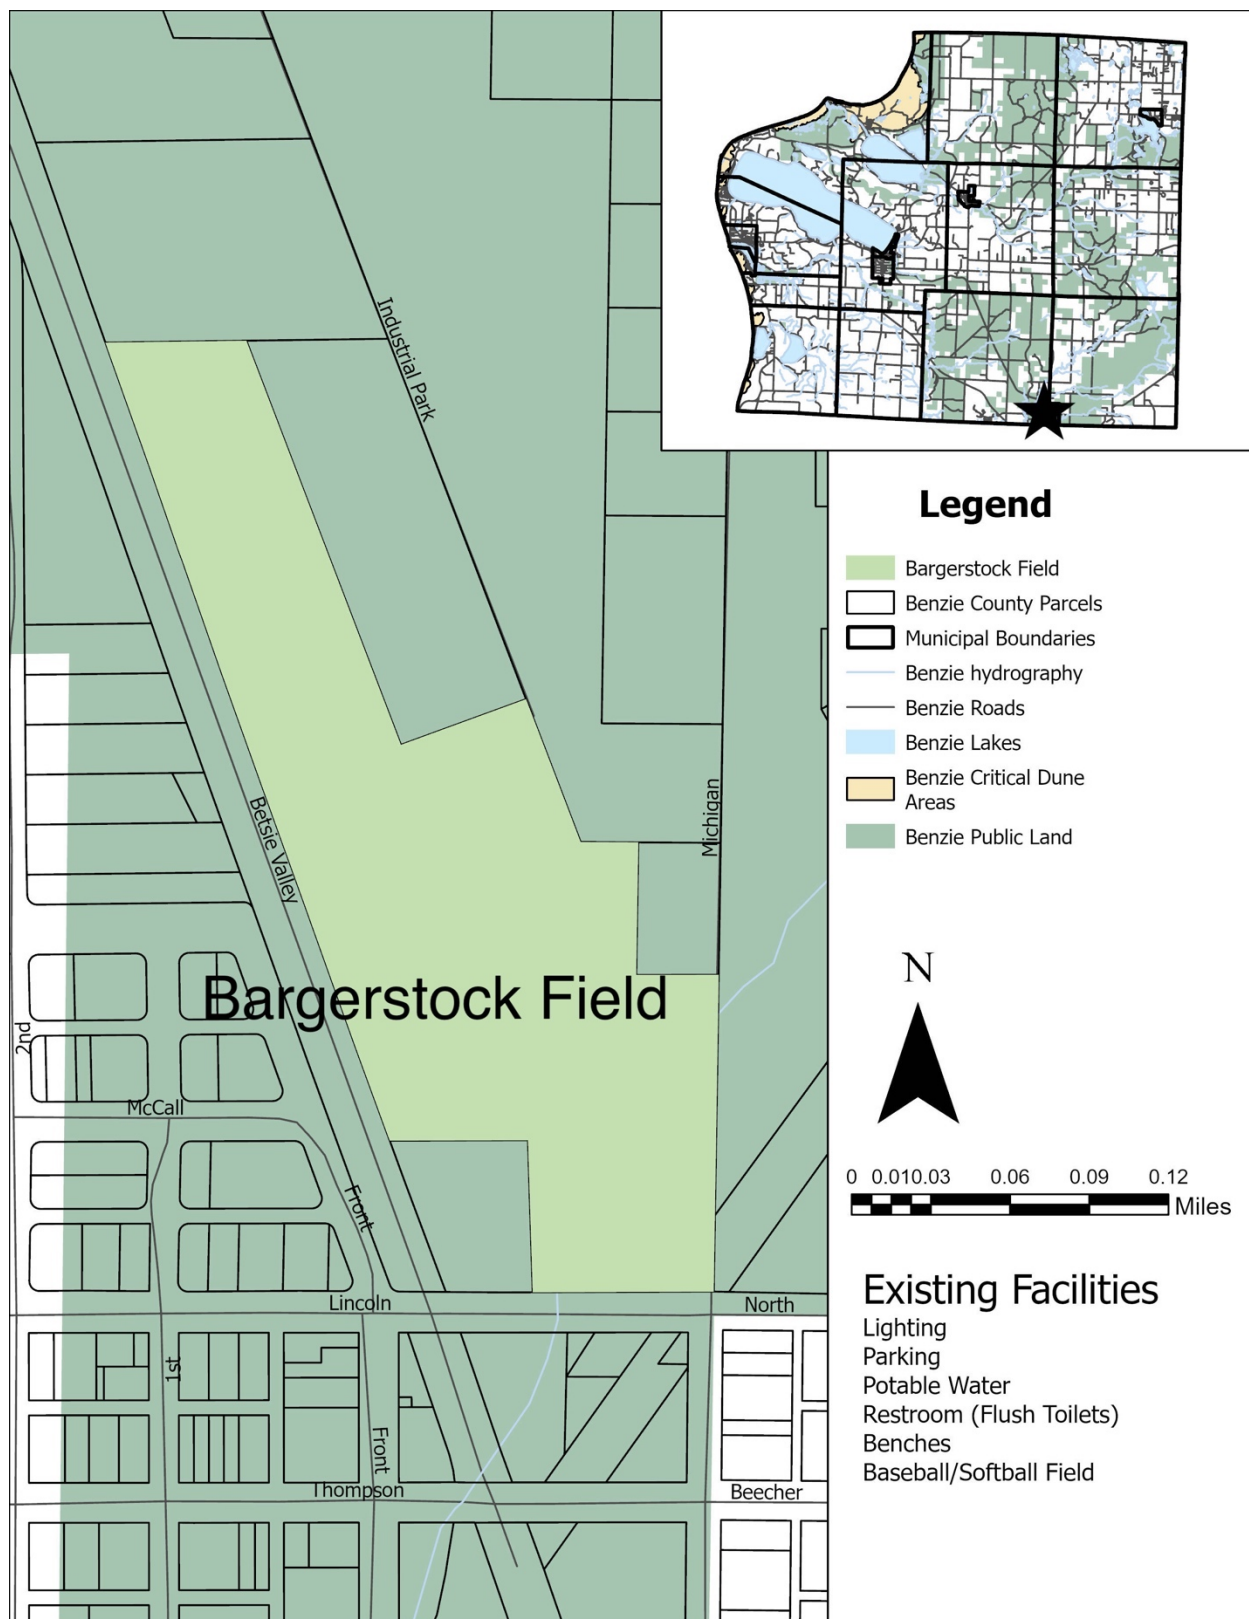 Industrial Park
Michigan
Betsie Valley
Bargerstock Field
2nd
McCall
Front
Lincoln
North
1st
Front
Thompson
Beecher
Legend
Bargerstock Field
Benzie County Parcels
Municipal Boundaries
Benzie hydrography
Benzie Roads
Benzie Lakes
Benzie Critical Dune
Areas
Benzie Public Land
N
0 0.010.03 0.06 0.09 0.12
Miles
Existing Facilities
Lighting
Parking
Potable Water
Restroom (Flush Toilets)
Benches
Baseball/Softball Field